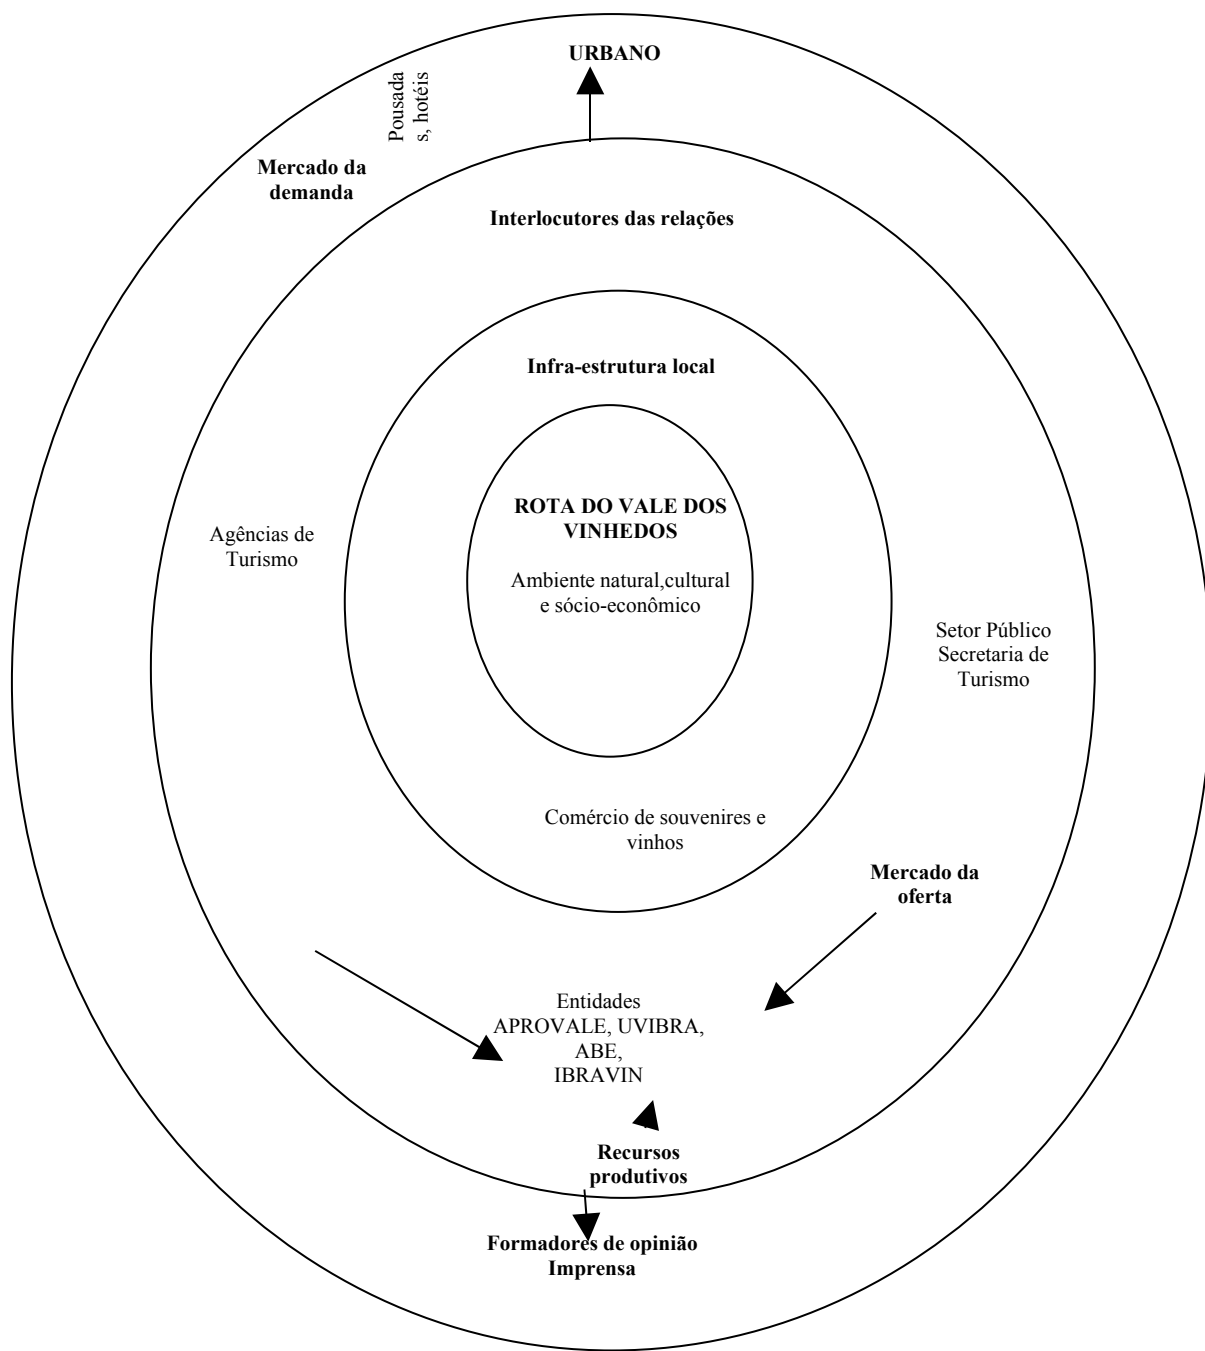 URBANO
Pousada
s, hotéis
Mercado da
demanda
Interlocutores das relações
Infra-estrutura local
ROTA DO VALE DOS
VINHEDOS
Ambiente natural,cultural
e sócio-econômico
Agências de
Turismo
Setor Público
Secretaria de
Turismo
Comércio de souvenires e
vinhos
Mercado da
oferta
Entidades
APROVALE, UVIBRA,
ABE,
IBRAVIN
Recursos
produtivos
Formadores de opinião
Imprensa